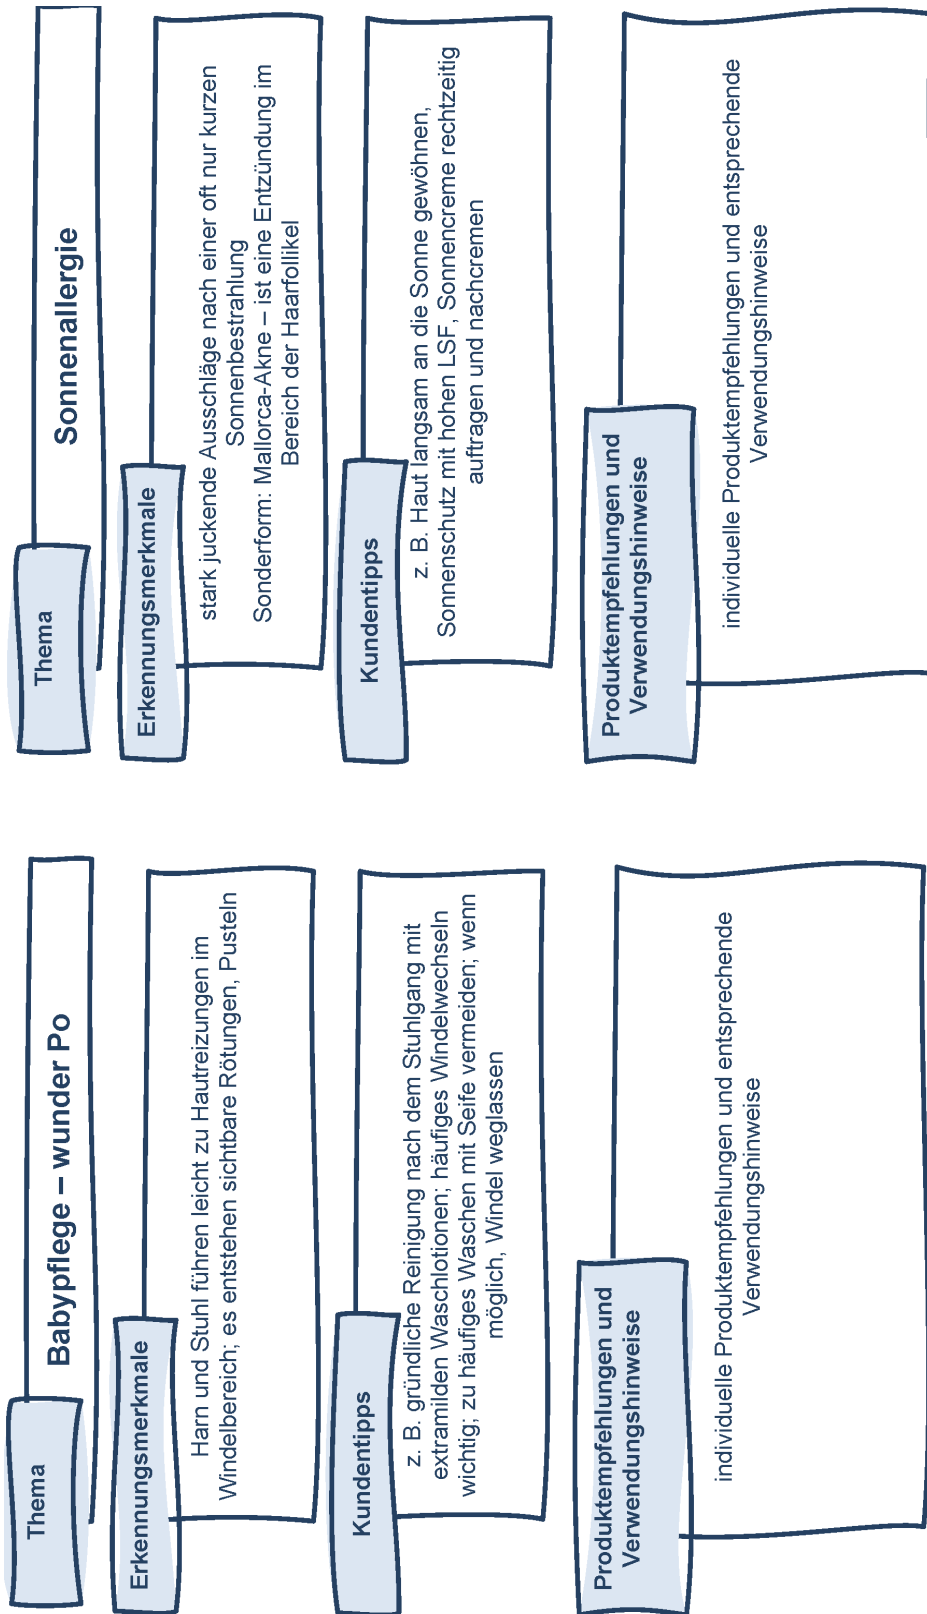 Thema
Babypflege – wunder Po
Erkennungsmerkmale
Harn und Stuhl führen leicht zu Hautreizungen im
Windelbereich; es entstehen sichtbare Rötungen, Pusteln
Kundentipps
z. B. gründliche Reinigung nach dem Stuhlgang mit
extramilden Waschlotionen; häufiges Windelwechseln
wichtig; zu häufiges Waschen mit Seife vermeiden; wenn
möglich, Windel weglassen
Produktempfehlungen und
Verwendungshinweise
individuelle Produktempfehlungen und entsprechende
Verwendungshinweise
Thema
Sonnenallergie
Erkennungsmerkmale
stark juckende Ausschläge nach einer oft nur kurzen
Sonnenbestrahlung
Sonderform: Mallorca-Akne – ist eine Entzündung im
Bereich der Haarfollikel
Kundentipps
z. B. Haut langsam an die Sonne gewöhnen,
Sonnenschutz mit hohen LSF, Sonnencreme rechtzeitig
auftragen und nachcremen
Produktempfehlungen und
Verwendungshinweise
individuelle Produktempfehlungen und entsprechende
Verwendungshinweise